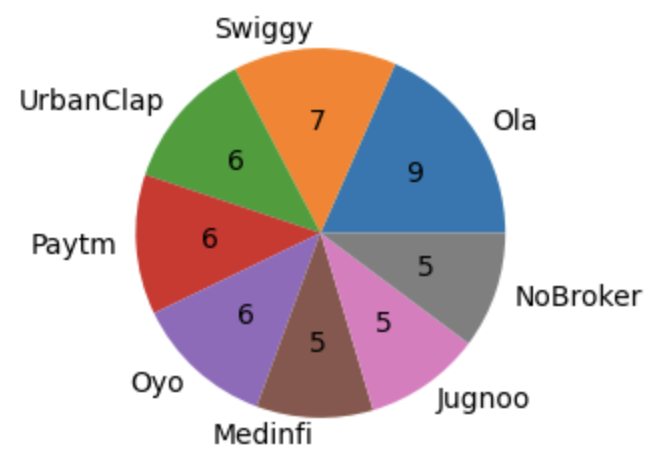 Swiggy
7
Ola
9
UrbanClap
6
Paytm
6
Oyo
6
Medinfi
5
Jugnoo
5
NoBroker
5